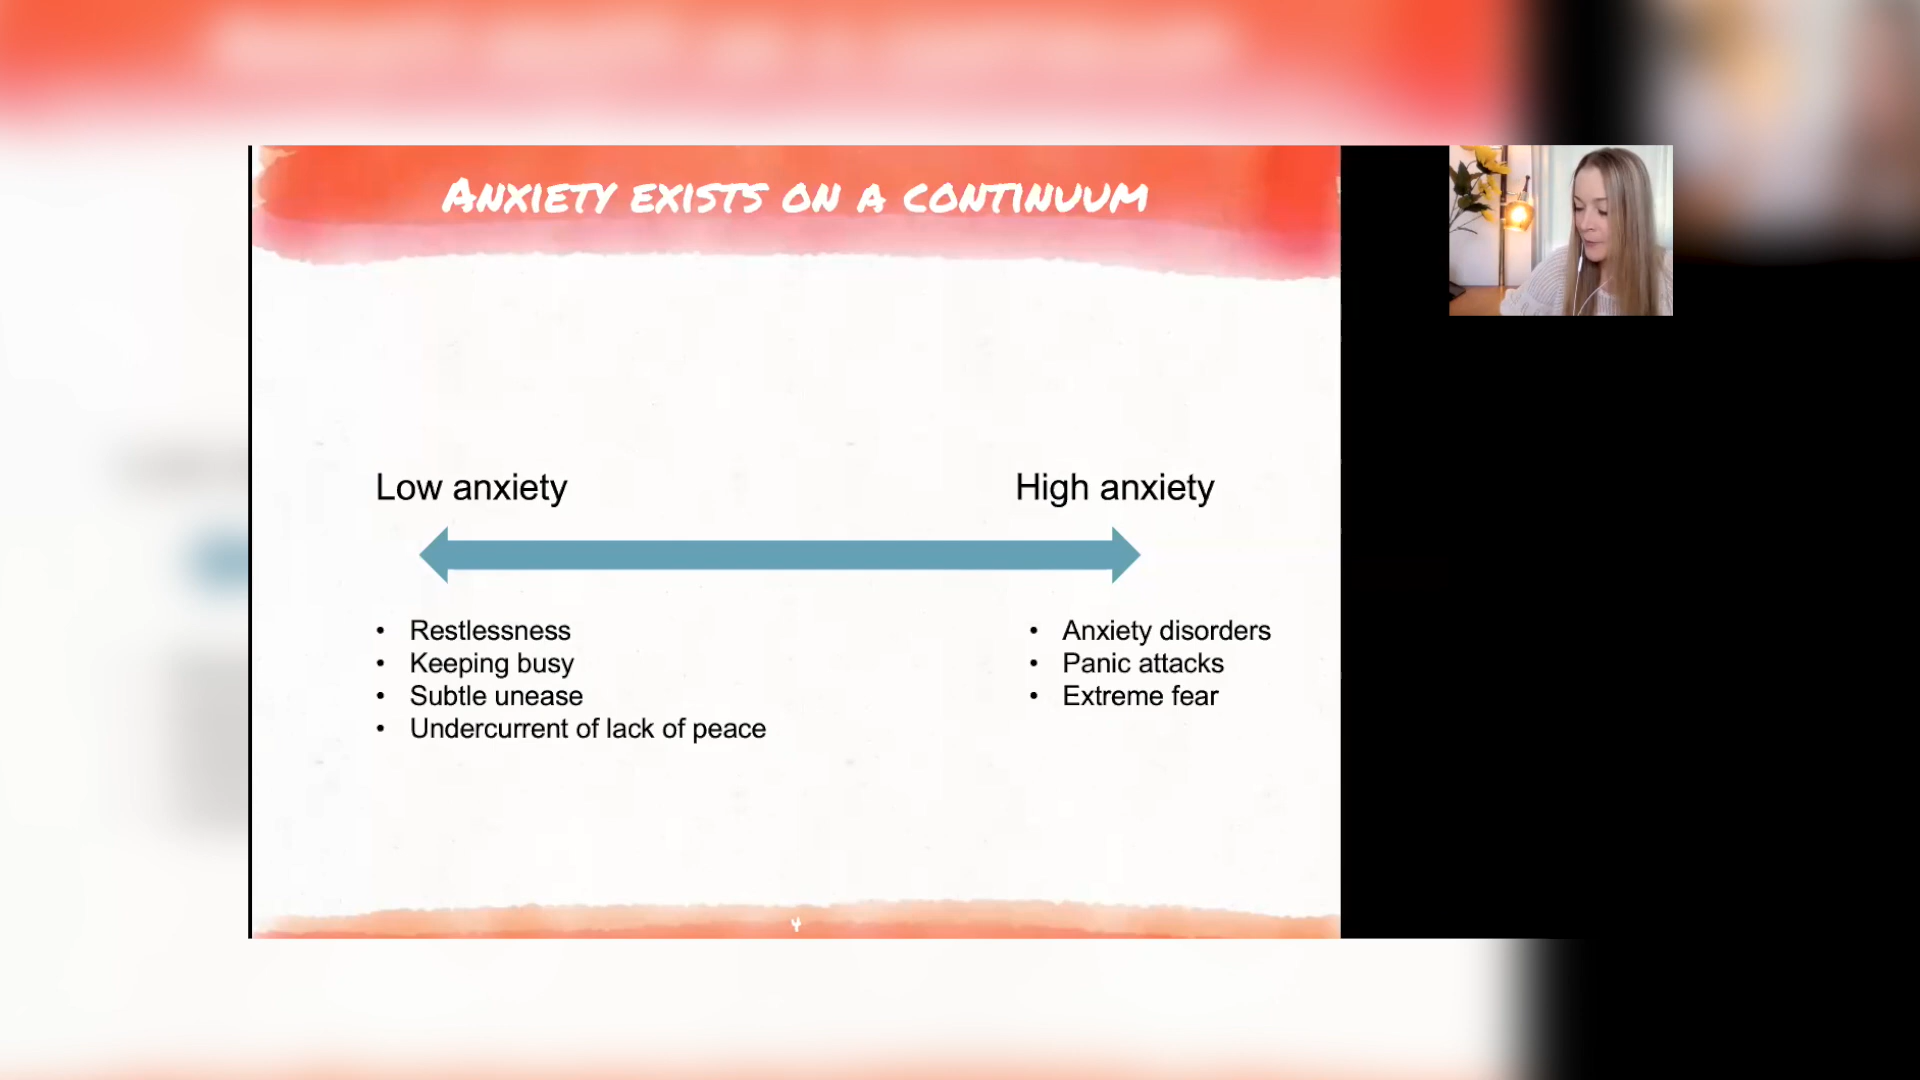 ANXIETY EXISTS ON A CONTINUUM
Low anxiety
High anxiety
• Restlessness
• Keeping busy
• Subtle unease
• Undercurrent of lack of peace
• Anxiety disorders
• Panic attacks
• Extreme fear
4